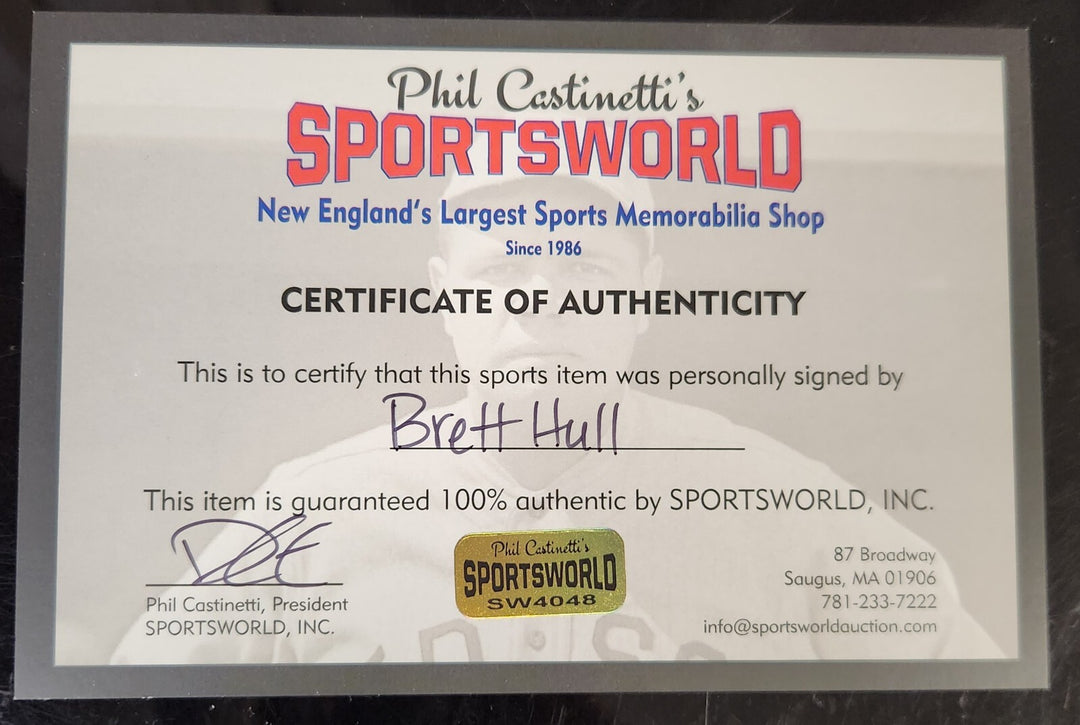 Phil Castinetti's
SPORTSWORLD
New England's Largest Sports Memorabilia Shop
Since 1986
CERTIFICATE OF AUTHENTICITY
This is to certify that this sports item was personally signed by
Brett Hull
This item is guaranteed 100% authentic by SPORTSWORLD, INC.
Phil Castinetti, President
SPORTSWORLD, INC.
Phil Castinetti's
SPORTSWORLD
SW4048
87 Broadway
Saugus, MA 01906
781-233-7222
info@sportsworldauction.com